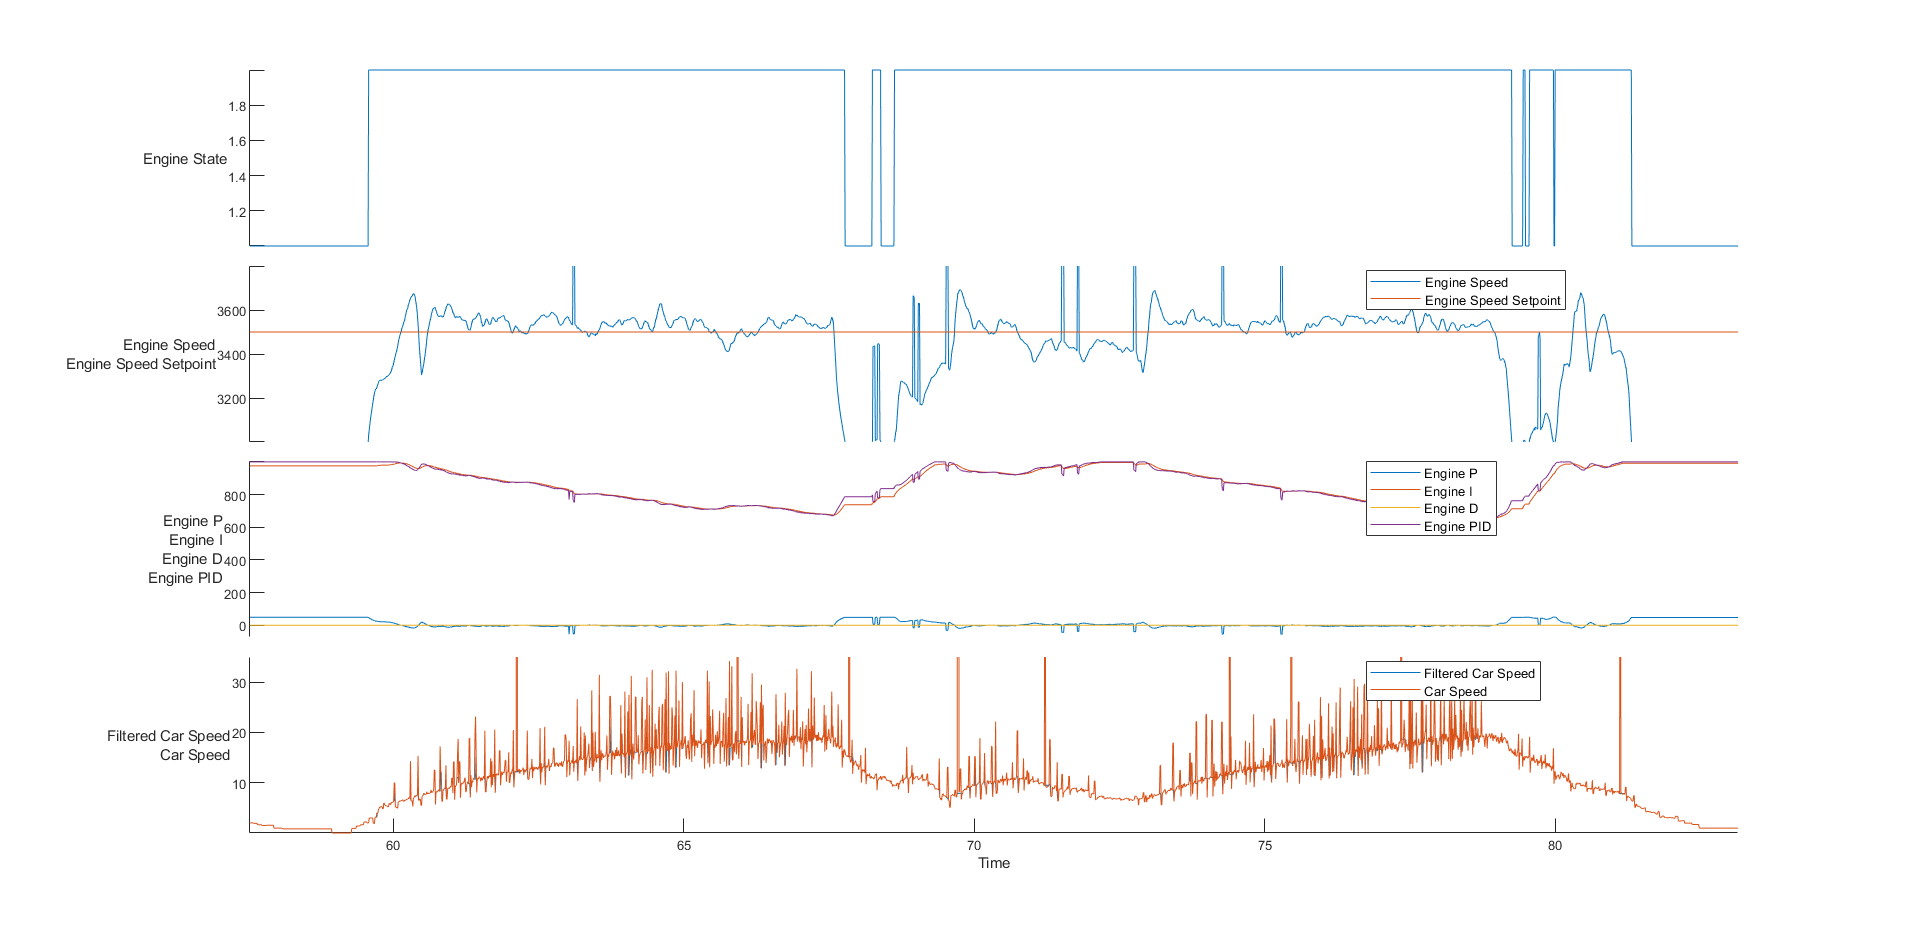 1.8
1.6
Engine State
1.4
1.2
Engine Speed
Engine Speed Setpoint
3600
Engine Speed
3400
Engine Speed Setpoint
3200
Engine P
Engine I
Engine D
Engine PID
800
Engine P
600
Engine I
Engine D
400
Engine PID
200
0
Filtered Car Speed
Car Speed
30
Filtered Car Speed
20
Car Speed
10
60 65 70 75 80
Time